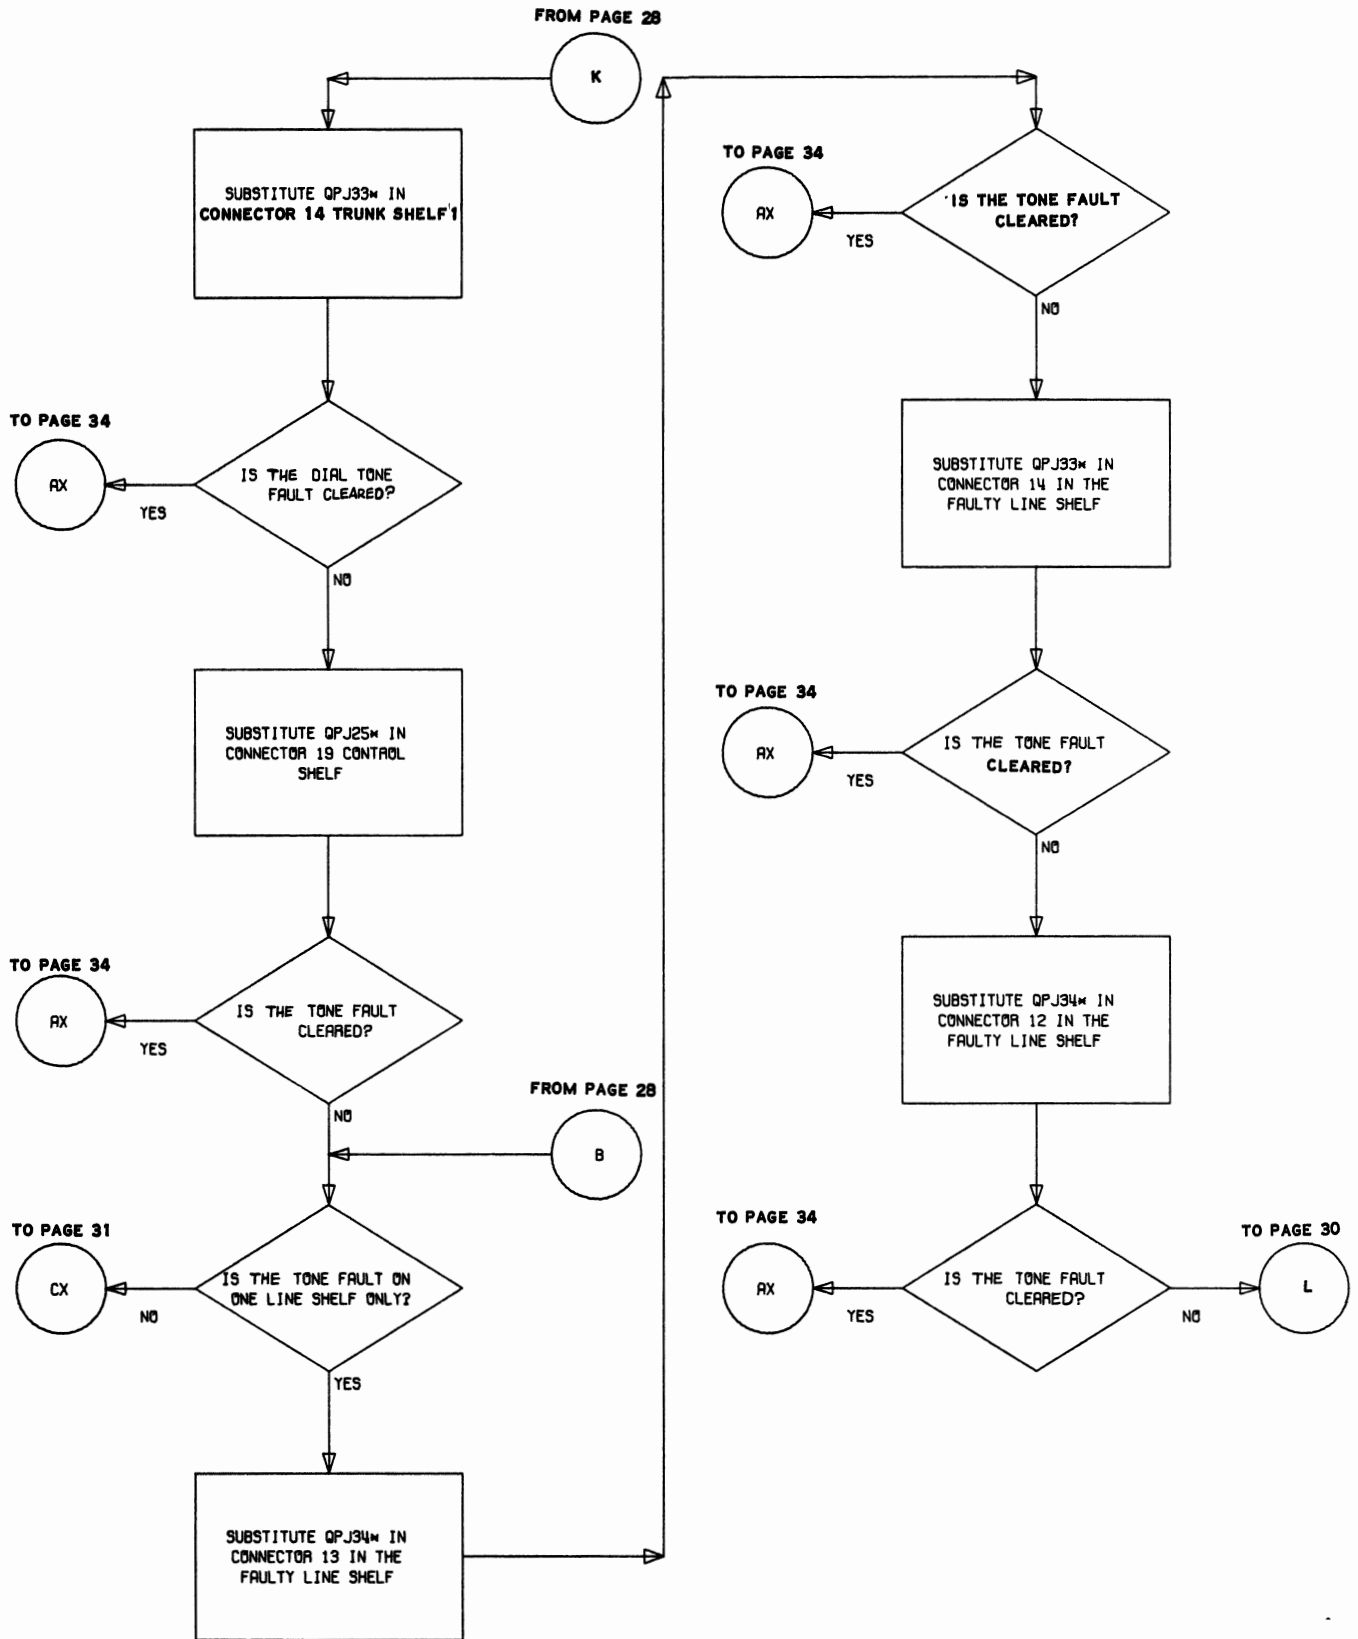 FROM PAGE 28
K
SUBSTITUTE QPJ33* IN
CONNECTOR 14 TRUNK SHELF 1
TO PAGE 34
AX
YES
IS THE DIAL TONE
FAULT CLEARED?
NO
SUBSTITUTE QPJ25* IN
CONNECTOR 19 CONTROL
SHELF
TO PAGE 34
AX
YES
IS THE TONE FAULT
CLEARED?
NO
FROM PAGE 28
B
TO PAGE 31
CX
NO
IS THE TONE FAULT ON
ONE LINE SHELF ONLY?
YES
SUBSTITUTE QPJ34* IN
CONNECTOR 13 IN THE
FAULTY LINE SHELF
TO PAGE 34
AX
YES
IS THE TONE FAULT
CLEARED?
NO
SUBSTITUTE QPJ33* IN
CONNECTOR 14 IN THE
FAULTY LINE SHELF
TO PAGE 34
AX
YES
IS THE TONE FAULT
CLEARED?
NO
SUBSTITUTE QPJ34* IN
CONNECTOR 12 IN THE
FAULTY LINE SHELF
TO PAGE 34
AX
YES
IS THE TONE FAULT
CLEARED?
NO
TO PAGE 30
L